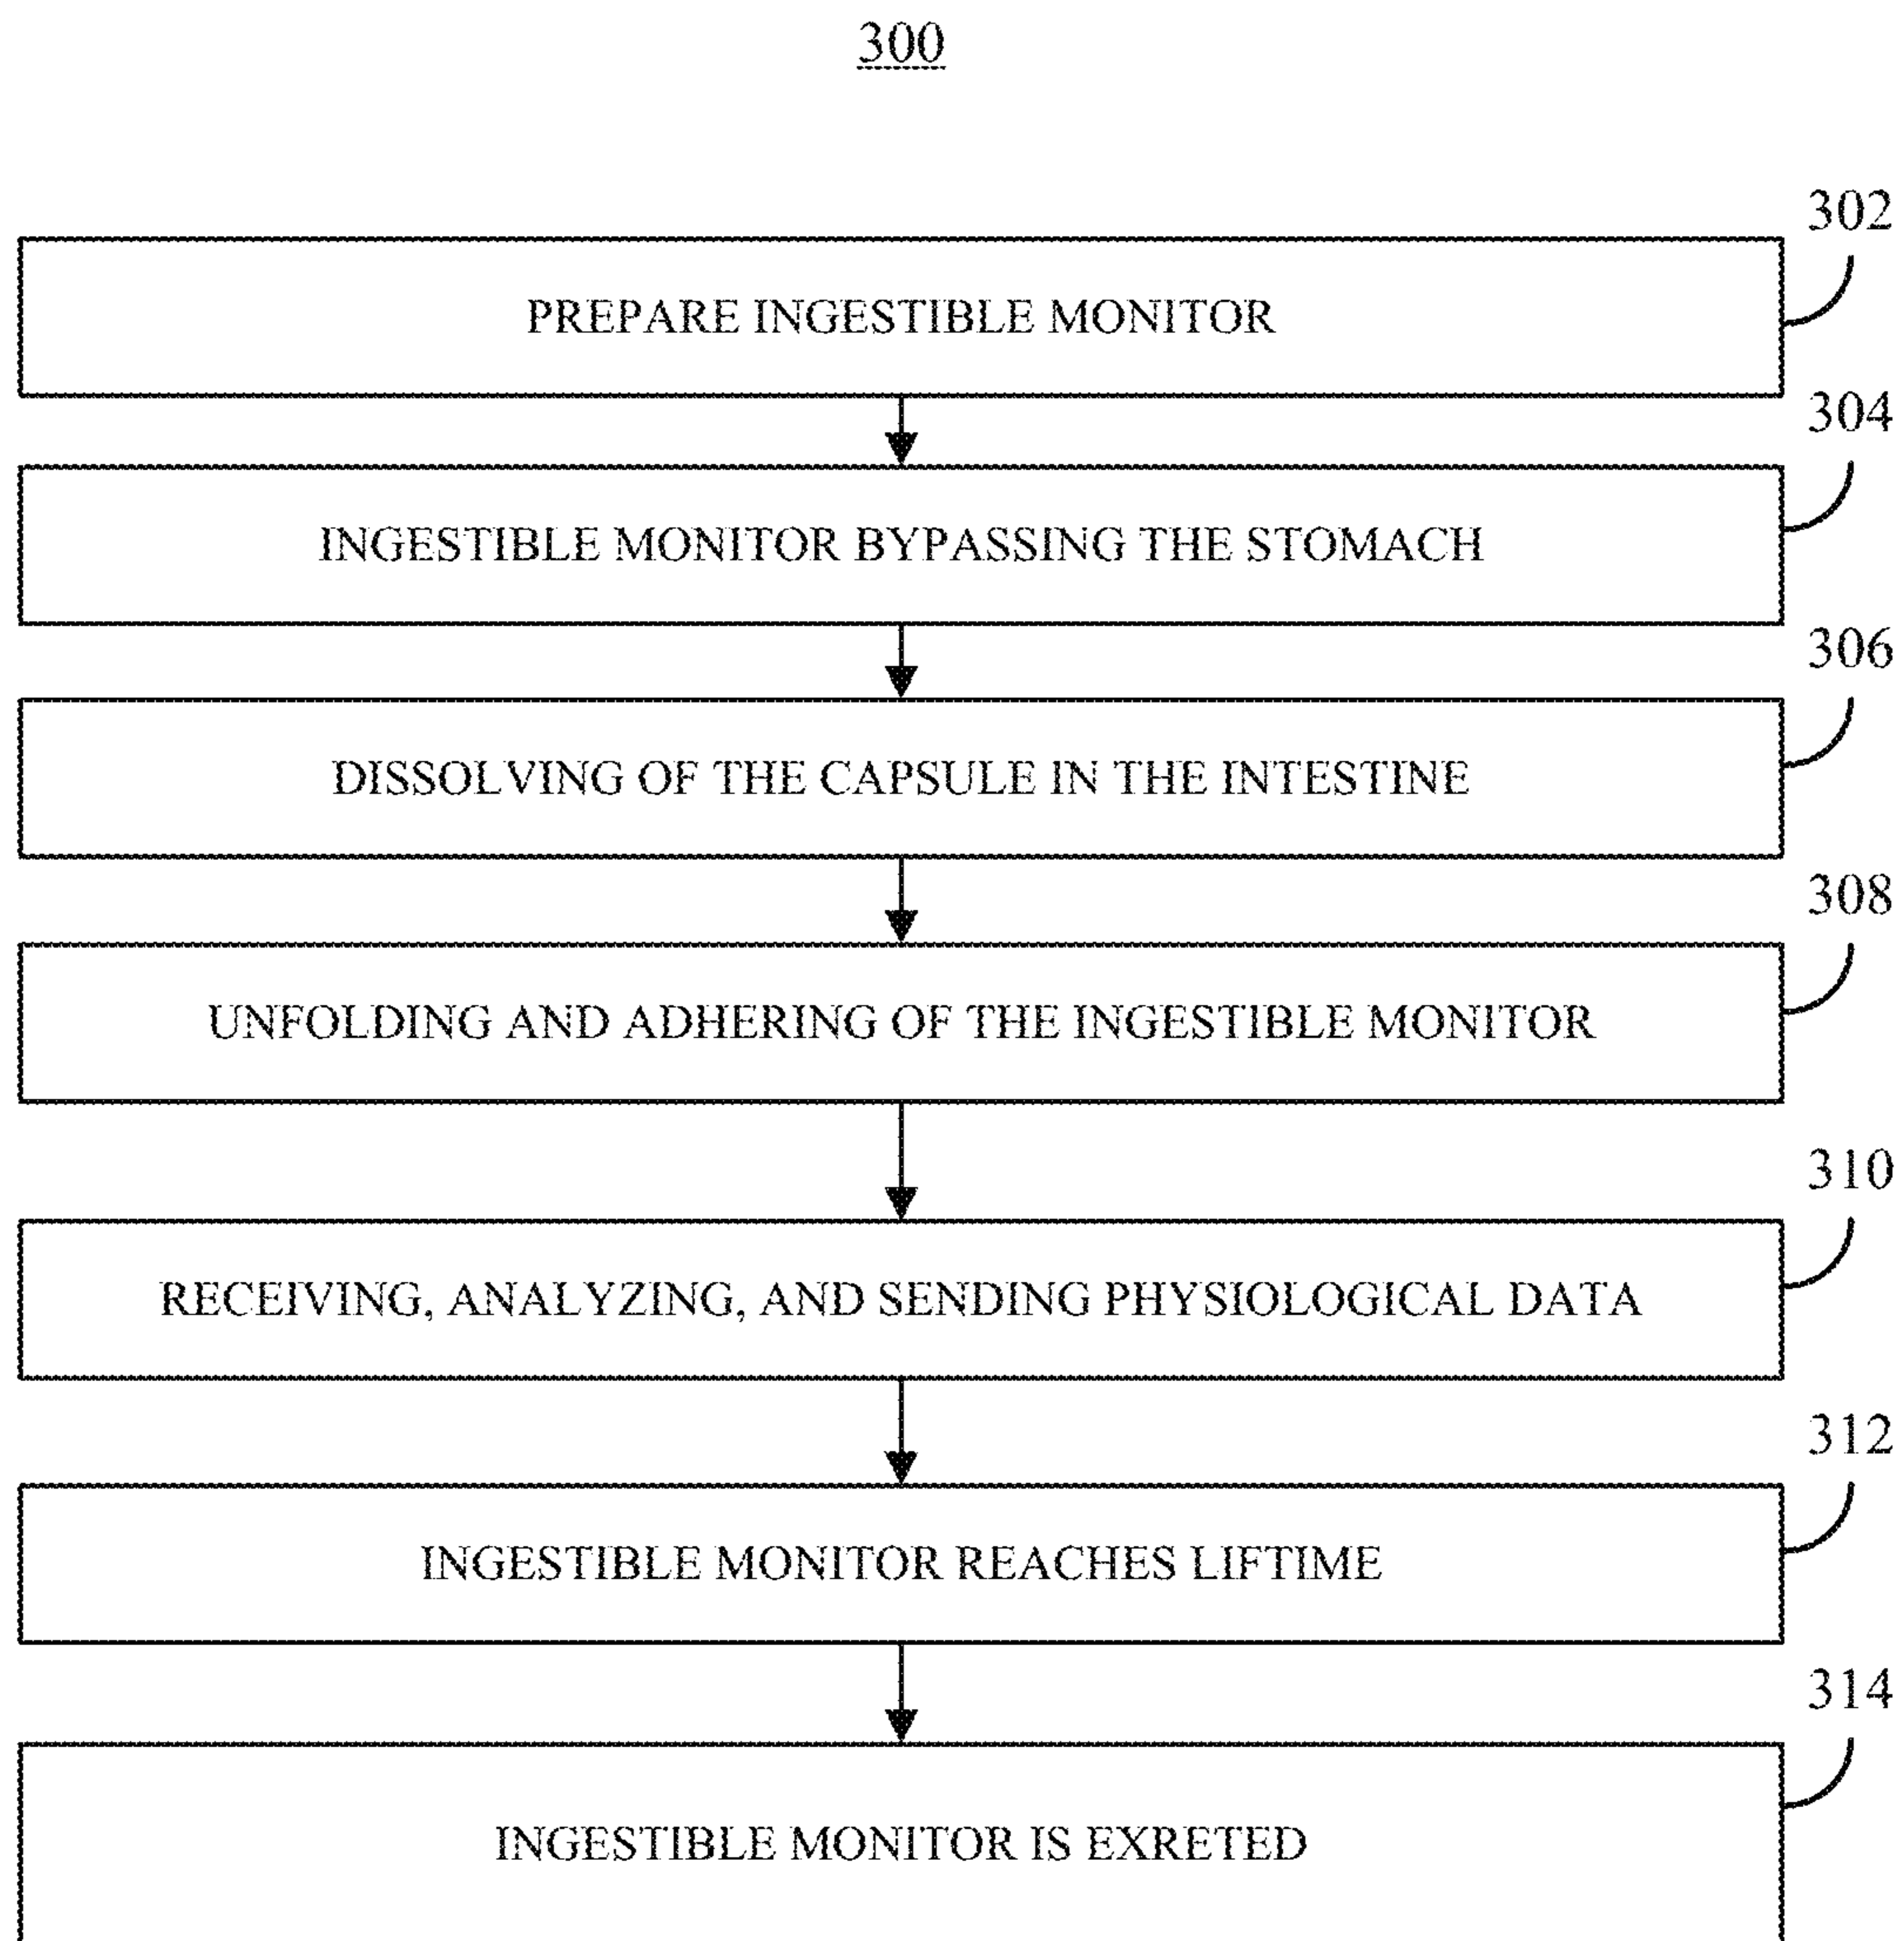 300
302
PREPARE INGESTIBLE MONITOR
304
INGESTIBLE MONITOR BYPASSING THE STOMACH
306
DISSOLVING OF THE CAPSULE IN THE INTESTINE
308
UNFOLDING AND ADHERING OF THE INGESTIBLE MONITOR
310
RECEIVING, ANALYZING, AND SENDING PHYSIOLOGICAL DATA
312
INGESTIBLE MONITOR REACHES LIFTIME
314
INGESTIBLE MONITOR IS EXRETED